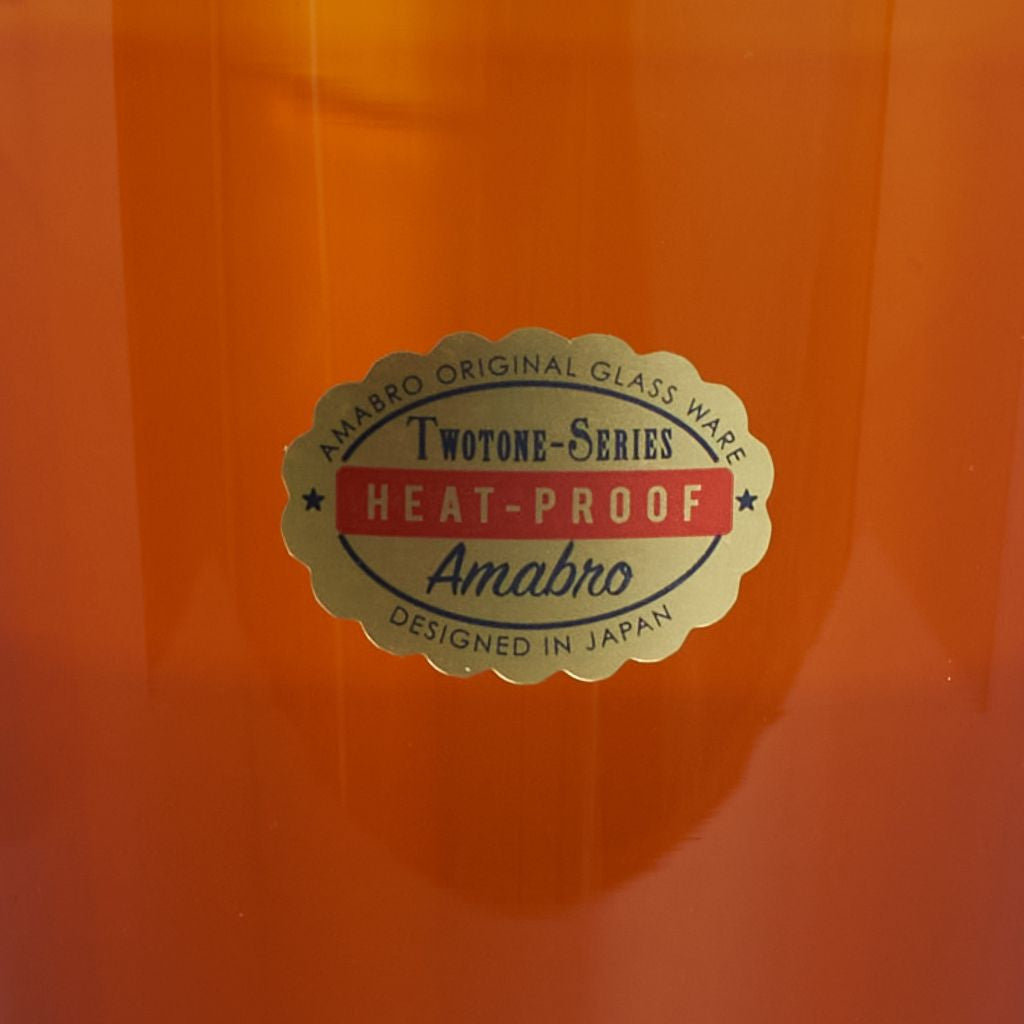 AMABRO ORIGINAL GLASS WARE
TWOTONE-SERIES
HEAT-PROOF
Amabro
DESIGNED IN JAPAN